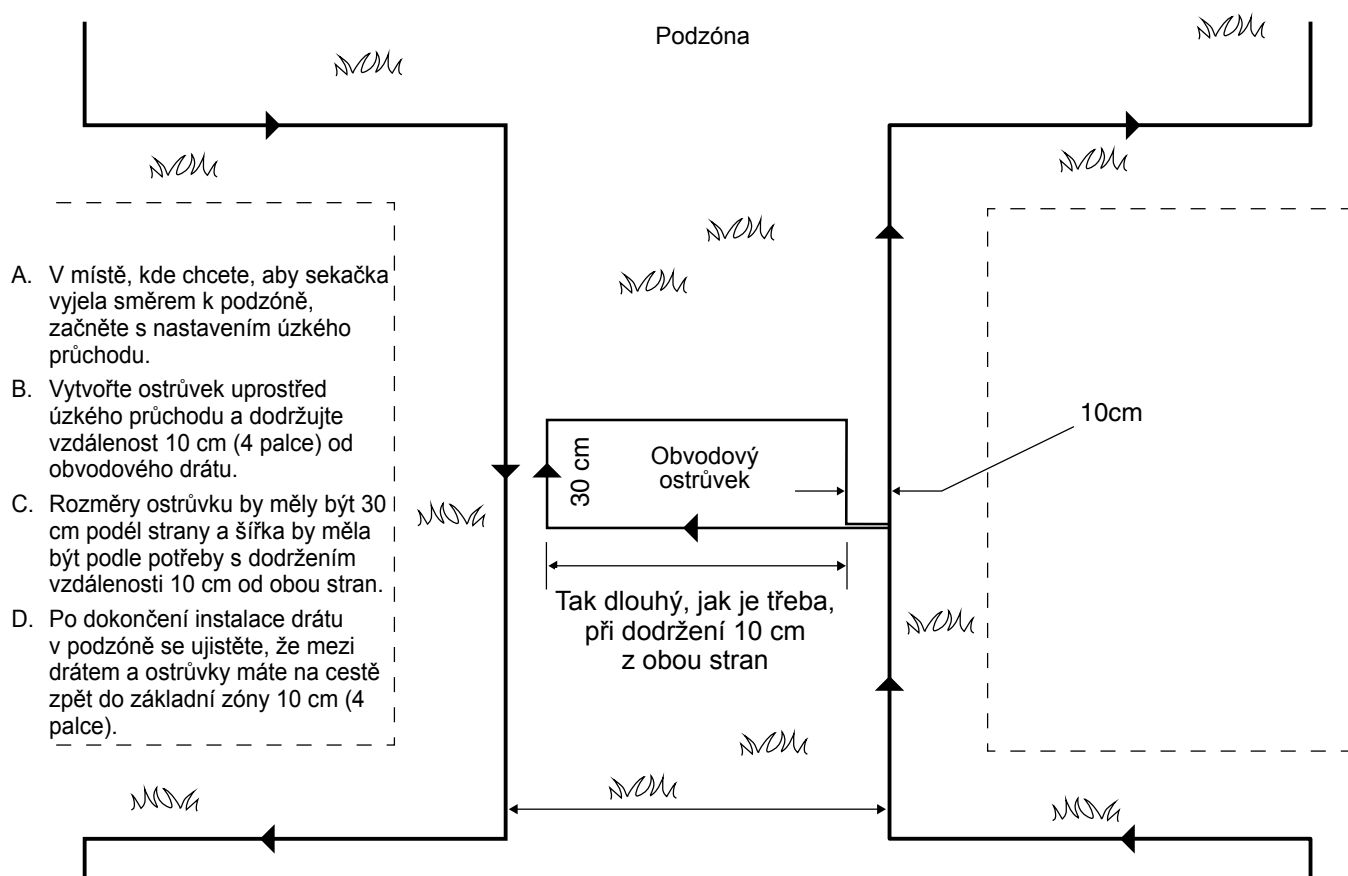 Podzóna
A. V místě, kde chcete, aby sekačka
vyjela směrem k podzóně,
začněte s nastavením úzkého
průchodu.
B. Vytvořte ostrůvek uprostřed
úzkého průchodu a dodržujte
vzdálenost 10 cm (4 palce) od
obvodového drátu.
C. Rozměry ostrůvku by měly být 30
cm podél strany a šířka by měla
být podle potřeby s dodržením
vzdálenosti 10 cm od obou stran.
D. Po dokončení instalace drátu
v podzóně se ujistěte, že mezi
drátem a ostrůvky máte na cestě
zpět do základní zóny 10 cm (4
palce).
30 cm
Obvodový
ostrůvek
10cm
Tak dlouhý, jak je třeba,
při dodržení 10 cm
z obou stran